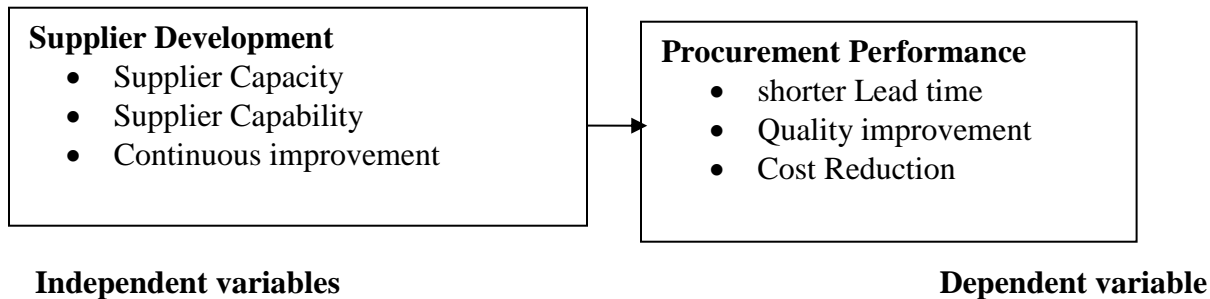 Supplier Development
• Supplier Capacity
• Supplier Capability
• Continuous improvement
Procurement Performance
• shorter Lead time
• Quality improvement
• Cost Reduction
Independent variables
Dependent variable